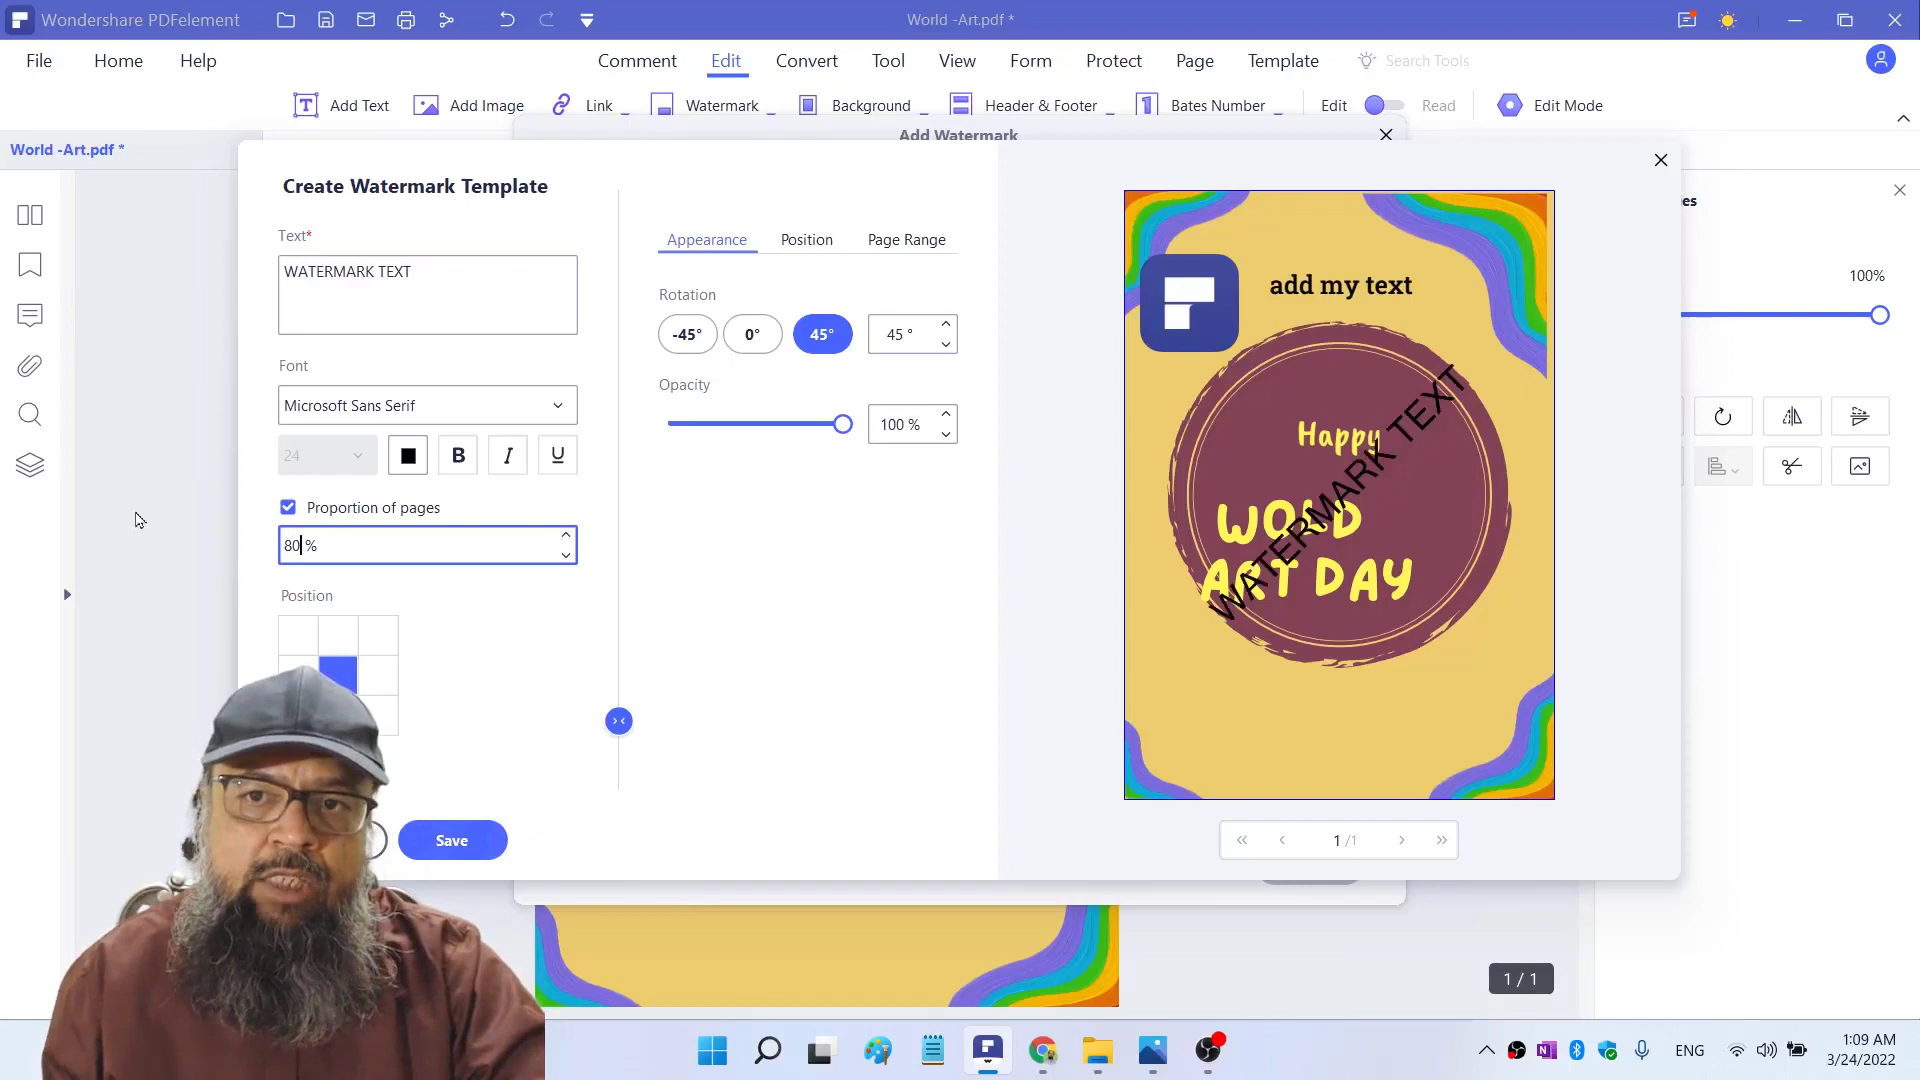 Wondershare PDFelement
World -Art.pdf *
File
Home
Help
Comment
Edit
Convert
Tool
View
Form
Protect
Page
Template
Search Tools
Add Text
Add Image
Link
Watermark
Background
Header & Footer
Bates Number
Edit
Read
Edit Mode
World -Art.pdf *
Add Watermark
Create Watermark Template
Text*
WATERMARK TEXT
Font
Microsoft Sans Serif
24
B
I
U
Proportion of pages
80 %
Position
Save
Appearance
Position
Page Range
Rotation
-45°
0°
45°
45 °
Opacity
100 %
add my text
Happy
WOLD
ART DAY
WATERMARK TEXT
1 /1
ies
100%
1 / 1
ENG
1:09 AM
3/24/2022